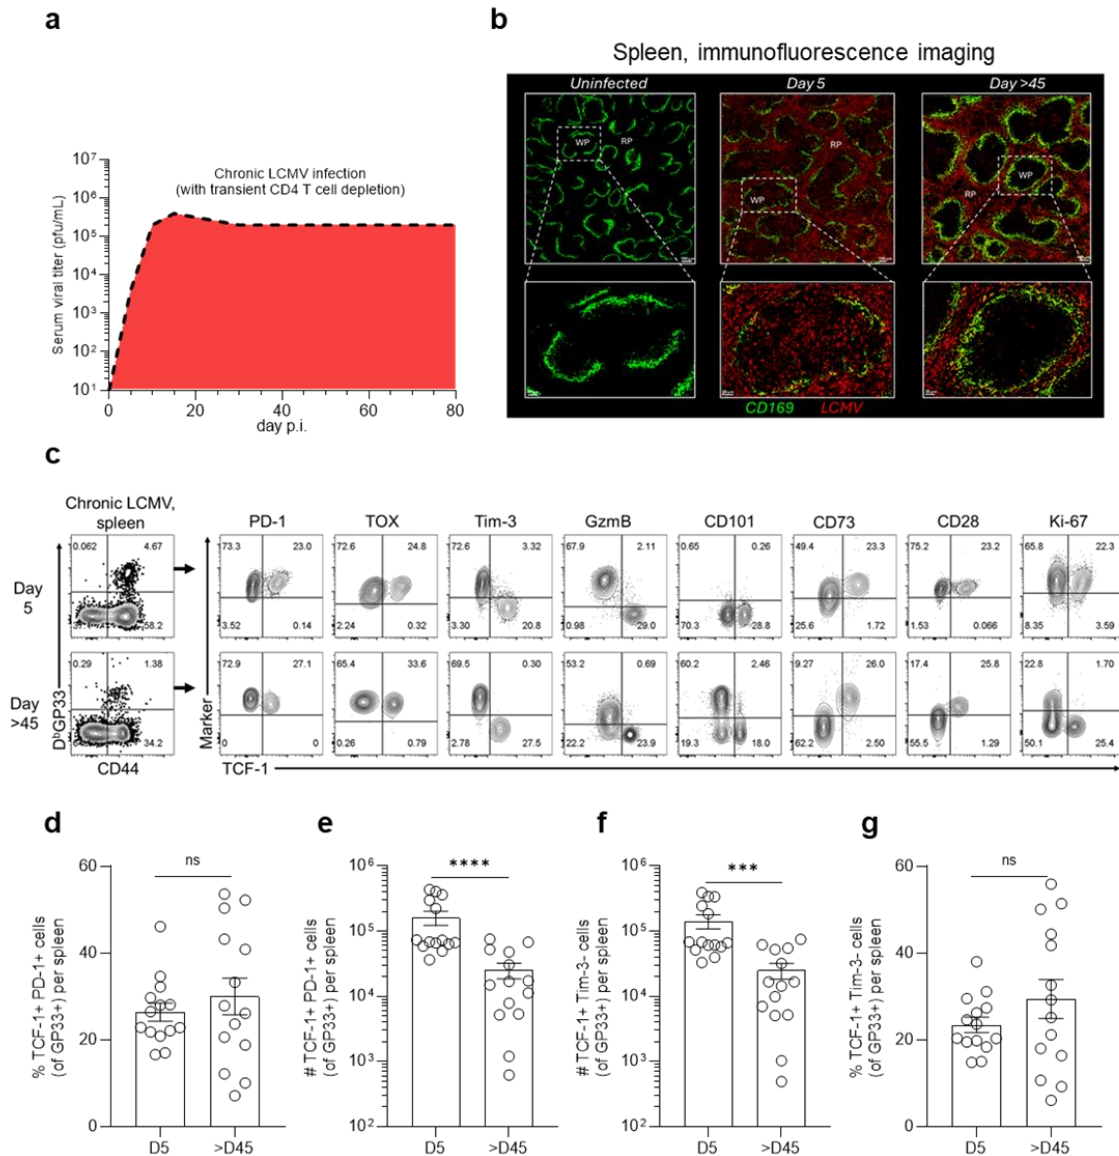 a
10⁷
10⁶
10⁵
10⁴
10³
10²
10¹
Serum viral titer (pfu/mL)
Chronic LCMV infection
(with transient CD4 T cell depletion)
0 20 40 60 80
day p.i.
b
Spleen, immunofluorescence imaging
Uninfected Day 5 Day >45
WP RP
WP RP
WP RP
CD169 LCMV
c
Chronic LCMV,
spleen
PD-1 TOX Tim-3 GzmB CD101 CD73 CD28 Ki-67
Day
5
0.062 4.67 73.3 23.0 72.6 24.8 72.6 3.32 67.9 2.11 0.65 0.26 49.4 23.3 75.2 23.2 65.8 22.3
58.2 3.52 0.14 2.24 0.32 3.30 20.8 0.98 29.0 70.3 28.8 25.6 1.72 1.53 0.066 8.35 3.59
Day
>45
0.29 1.38 72.9 27.1 65.4 33.6 69.5 0.30 53.2 0.69 60.2 2.46 9.27 26.0 17.4 25.8 22.8 1.70
34.2 0 0 0.26 0.79 2.78 27.5 22.2 23.9 19.3 18.0 62.2 2.50 55.5 1.29 50.1 25.4
DᵇGP33
CD44
Marker
TCF-1
d
% TCF-1+ PD-1+ cells
(of GP33+) per spleen
60
40
20
0
ns
D5 >D45
e
# TCF-1+ PD-1+ cells
(of GP33+) per spleen
10⁶
10⁵
10⁴
10³
10²
****
D5 >D45
f
# TCF-1+ Tim-3- cells
(of GP33+) per spleen
10⁶
10⁵
10⁴
10³
10²
***
D5 >D45
g
% TCF-1+ Tim-3- cells
(of GP33+) per spleen
60
40
20
0
ns
D5 >D45